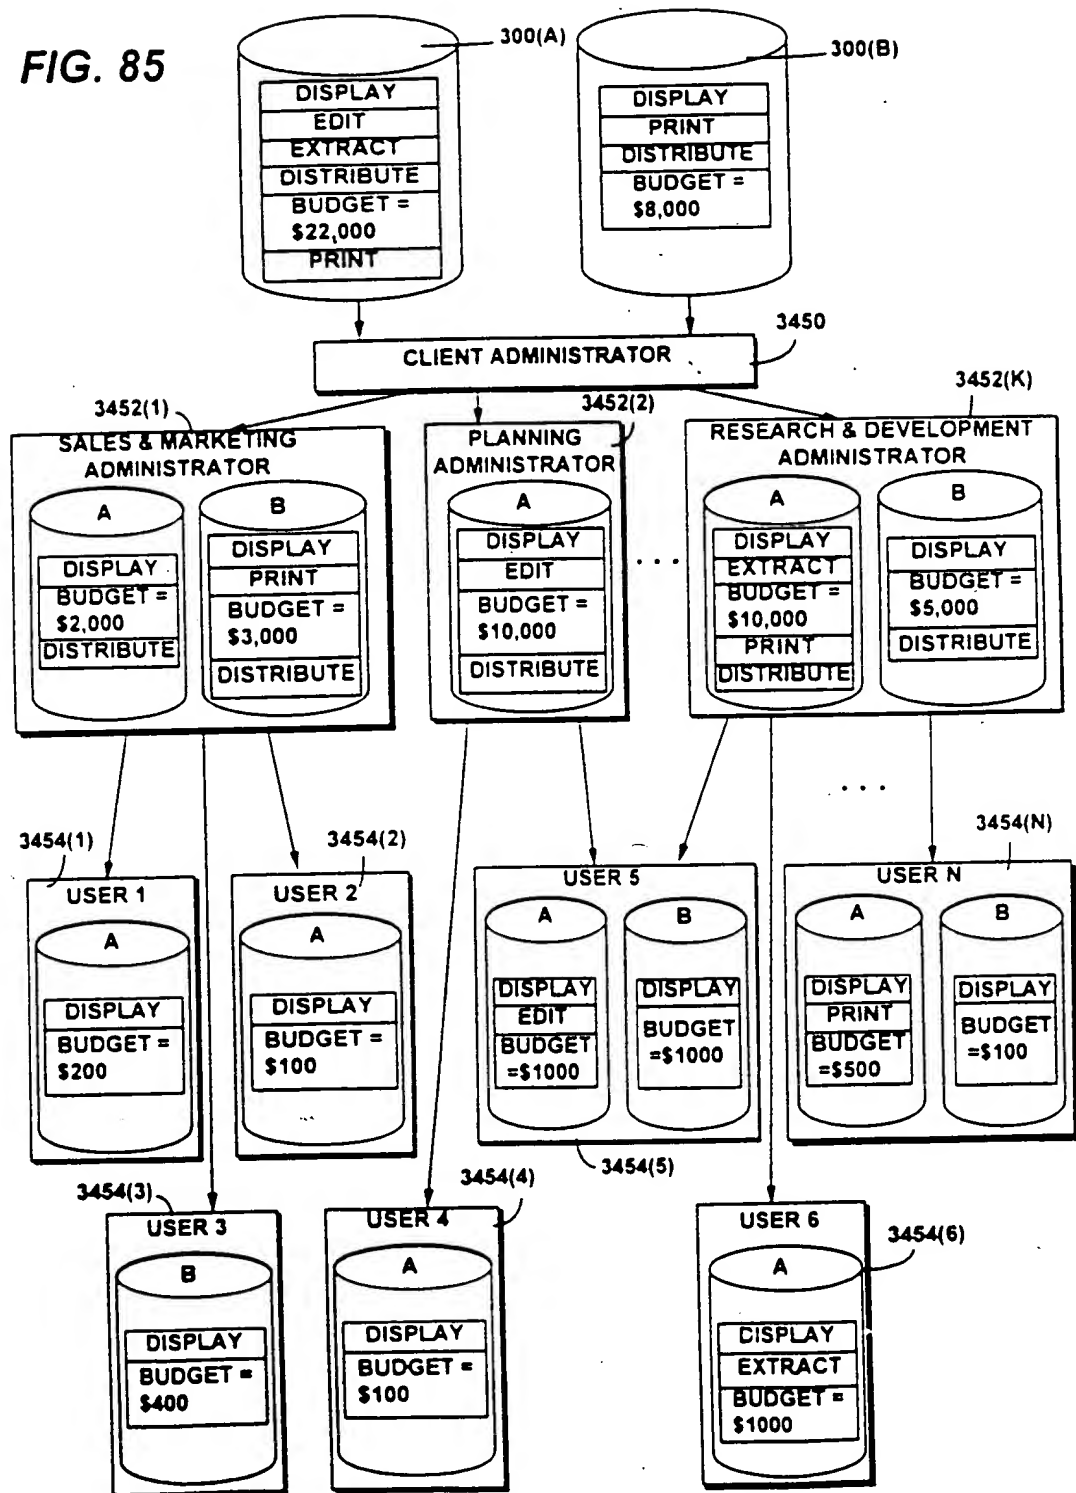 FIG. 85
300(A)
DISPLAY
EDIT
EXTRACT
DISTRIBUTE
BUDGET =
$22,000
PRINT
300(B)
DISPLAY
PRINT
DISTRIBUTE
BUDGET =
$8,000
3450
CLIENT ADMINISTRATOR
3452(1)
SALES & MARKETING
ADMINISTRATOR
A
DISPLAY
BUDGET =
$2,000
DISTRIBUTE
B
DISPLAY
PRINT
BUDGET =
$3,000
DISTRIBUTE
3452(2)
PLANNING
ADMINISTRATOR
A
DISPLAY
EDIT
BUDGET =
$10,000
DISTRIBUTE
. . .
3452(K)
RESEARCH & DEVELOPMENT
ADMINISTRATOR
A
DISPLAY
EXTRACT
BUDGET =
$10,000
PRINT
DISTRIBUTE
B
DISPLAY
BUDGET =
$5,000
DISTRIBUTE
. . .
3454(1)
USER 1
A
DISPLAY
BUDGET =
$200
3454(2)
USER 2
A
DISPLAY
BUDGET =
$100
USER 5
A
DISPLAY
EDIT
BUDGET
=$1000
B
DISPLAY
BUDGET
=$1000
3454(5)
3454(N)
USER N
A
DISPLAY
PRINT
BUDGET
=$500
B
DISPLAY
BUDGET
=$100
3454(3)
USER 3
B
DISPLAY
BUDGET =
$400
3454(4)
USER 4
A
DISPLAY
BUDGET =
$100
3454(6)
USER 6
A
DISPLAY
EXTRACT
BUDGET =
$1000